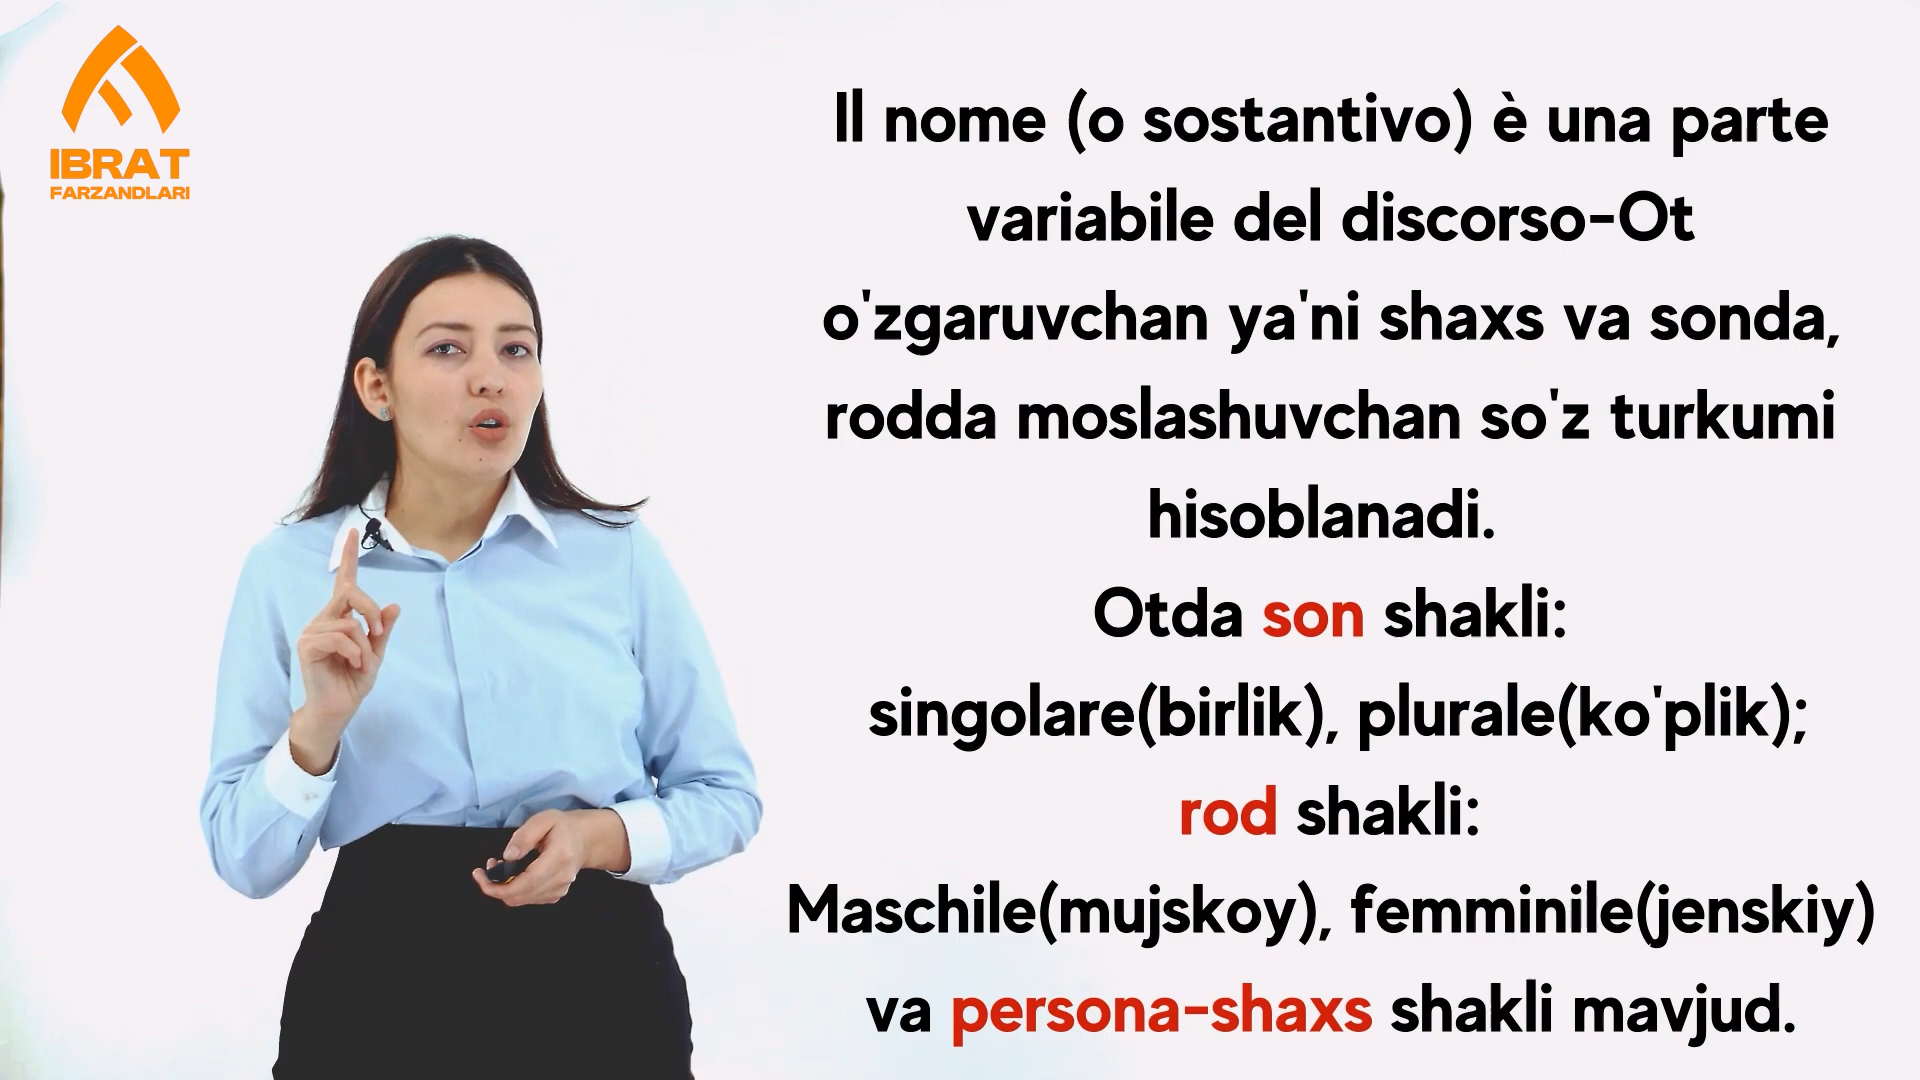 IBRAT
FARZANDLARI
Il nome (o sostantivo) è una parte
variabile del discorso-Ot
o'zgaruvchan ya'ni shaxs va sonda,
rodda moslashuvchan so'z turkumi
hisoblanadi.
Otda son shakli:
singolare(birlik), plurale(ko'plik);
rod shakli:
Maschile(mujskoy), femminile(jenskiy)
va persona-shaxs shakli mavjud.